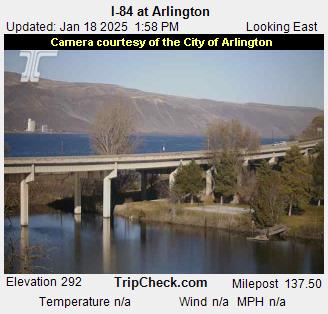 I-84 at Arlington
Updated: Jan 18 2025  1:58 PM Looking East
Camera courtesy of the City of Arlington
Elevation 292 TripCheck.com Milepost 137.50
Temperature n/a Wind n/a MPH n/a